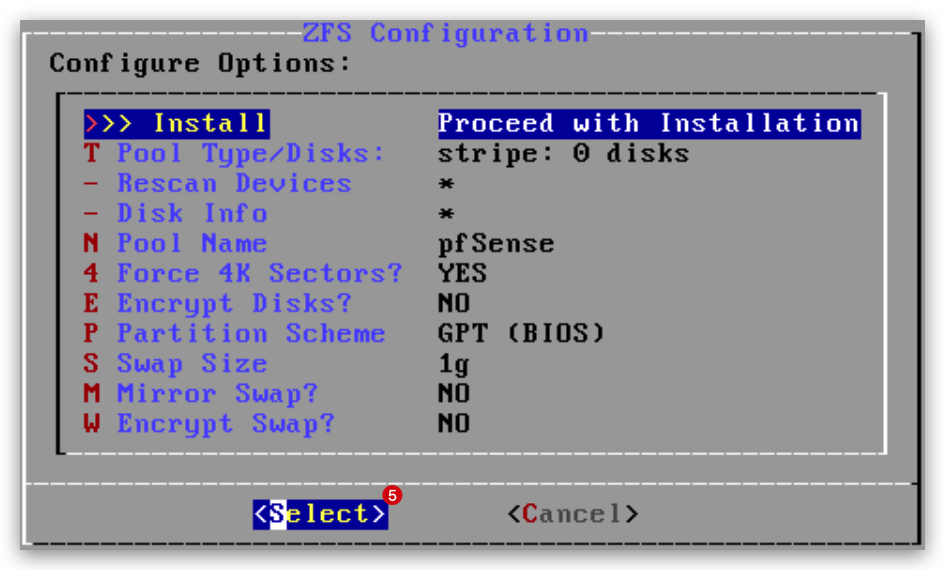 ZFS Configuration
Configure Options:
>>> Install Proceed with Installation
T Pool Type/Disks: stripe: 0 disks
- Rescan Devices *
- Disk Info *
N Pool Name pfSense
4 Force 4K Sectors? YES
E Encrypt Disks? NO
P Partition Scheme GPT (BIOS)
S Swap Size 1g
M Mirror Swap? NO
W Encrypt Swap? NO
5
<Select> <Cancel>